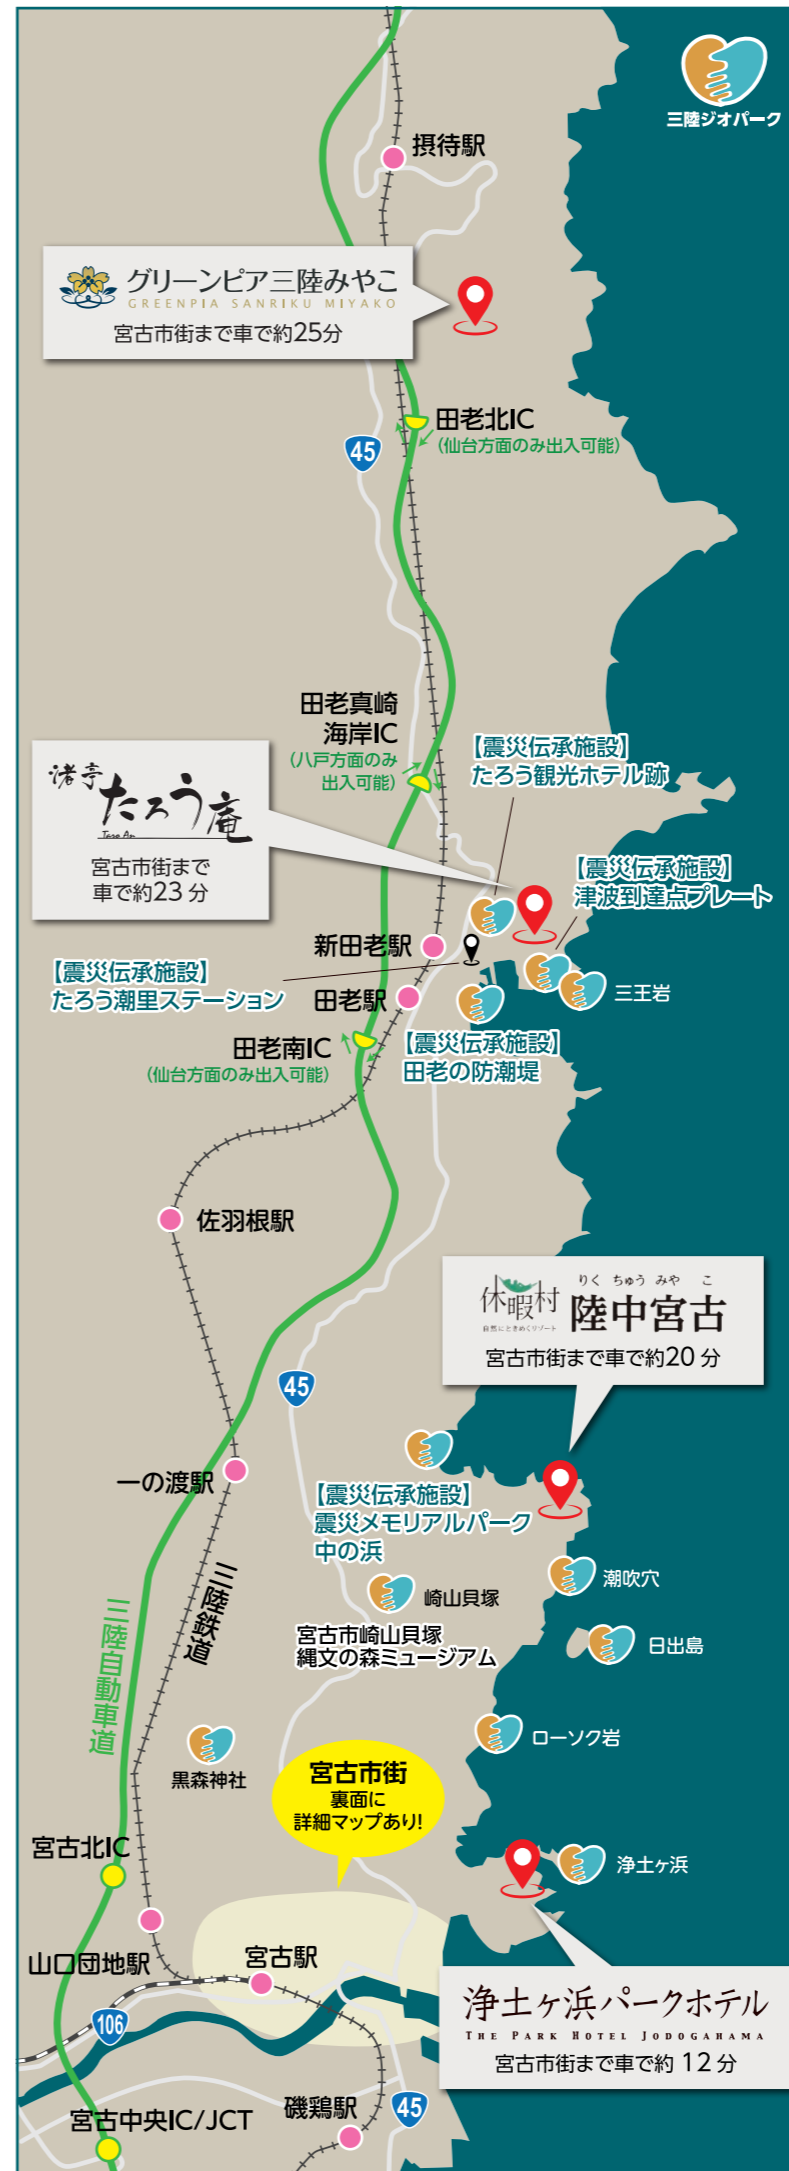 三陸ジオパーク
摂待駅
グリーンピア三陸みやこ
GREENPIA SANRIKU MIYAKO
宮古市街まで車で約25分
田老北IC
(仙台方面のみ出入可能)
45
田老真崎
海岸IC
(八戸方面のみ
出入可能)
【震災伝承施設】
たろう観光ホテル跡
渚亭
たろう庵
Taro An
宮古市街まで
車で約23分
【震災伝承施設】
津波到達点プレート
新田老駅
【震災伝承施設】
たろう潮里ステーション
田老駅
三王岩
田老南IC
(仙台方面のみ出入可能)
【震災伝承施設】
田老の防潮堤
佐羽根駅
休暇村
自然にときめくリゾート
りくちゅうみやこ
陸中宮古
宮古市街まで車で約20分
45
一の渡駅
【震災伝承施設】
震災メモリアルパーク
中の浜
三陸鉄道
潮吹穴
崎山貝塚
三陸自動車道
宮古市崎山貝塚
縄文の森ミュージアム
日出島
ローソク岩
黒森神社
宮古市街
裏面に
詳細マップあり!
宮古北IC
浄土ヶ浜
山口団地駅
宮古駅
浄土ヶ浜パークホテル
THE PARK HOTEL JODOGAHAMA
宮古市街まで車で約12分
106
宮古中央IC/JCT
磯鶏駅
45